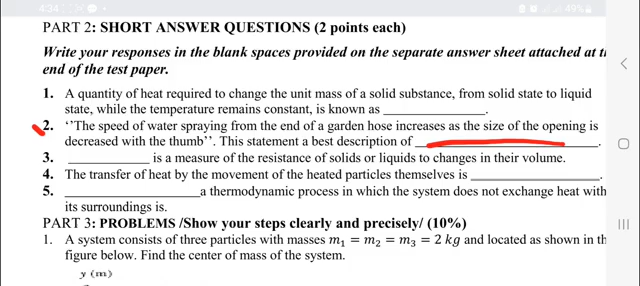 4:34
49%
PART 2: SHORT ANSWER QUESTIONS (2 points each)
Write your responses in the blank spaces provided on the separate answer sheet attached at t
end of the test paper.
1. A quantity of heat required to change the unit mass of a solid substance, from solid state to liquid
state, while the temperature remains constant, is known as ____________.
2. ‘’The speed of water spraying from the end of a garden hose increases as the size of the opening is
decreased with the thumb’’. This statement a best description of ____________________.
3. ____________ is a measure of the resistance of solids or liquids to changes in their volume.
4. The transfer of heat by the movement of the heated particles themselves is ______________.
5. ____________________a thermodynamic process in which the system does not exchange heat with
its surroundings is.
PART 3: PROBLEMS /Show your steps clearly and precisely/ (10%)
1. A system consists of three particles with masses m₁ = m₂ = m₃ = 2 kg and located as shown in th
figure below. Find the center of mass of the system.
y (m)